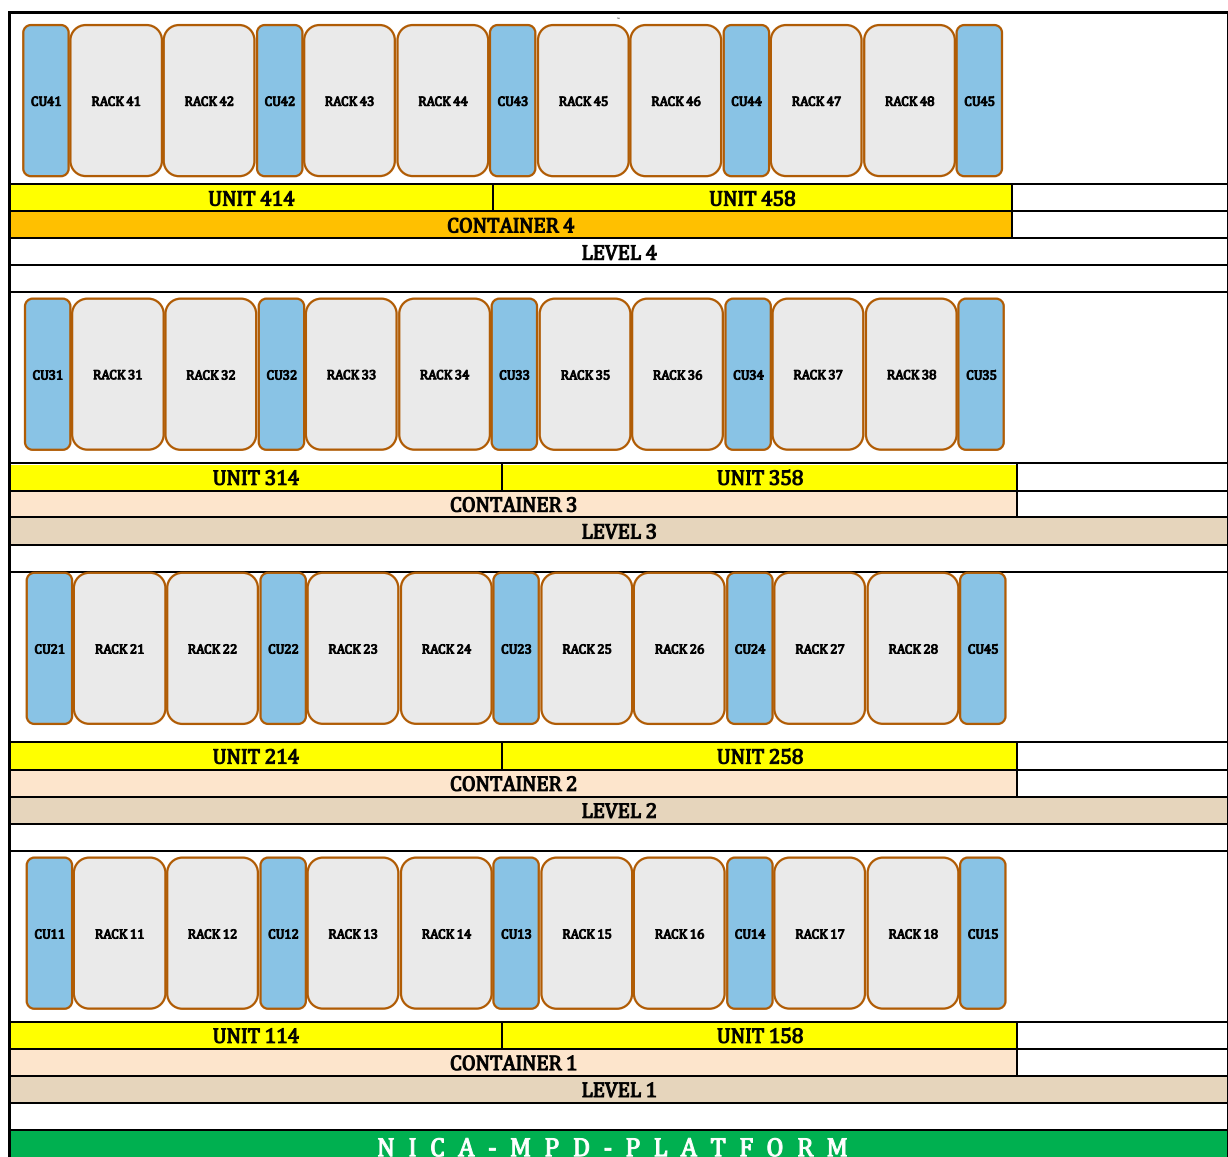 CU41 RACK 41 RACK 42 CU42 RACK 43 RACK 44 CU43 RACK 45 RACK 46 CU44 RACK 47 RACK 48 CU45
UNIT 414 UNIT 458
CONTAINER 4
LEVEL 4
CU31 RACK 31 RACK 32 CU32 RACK 33 RACK 34 CU33 RACK 35 RACK 36 CU34 RACK 37 RACK 38 CU35
UNIT 314 UNIT 358
CONTAINER 3
LEVEL 3
CU21 RACK 21 RACK 22 CU22 RACK 23 RACK 24 CU23 RACK 25 RACK 26 CU24 RACK 27 RACK 28 CU45
UNIT 214 UNIT 258
CONTAINER 2
LEVEL 2
CU11 RACK 11 RACK 12 CU12 RACK 13 RACK 14 CU13 RACK 15 RACK 16 CU14 RACK 17 RACK 18 CU15
UNIT 114 UNIT 158
CONTAINER 1
LEVEL 1
N I C A - M P D - P L A T F O R M